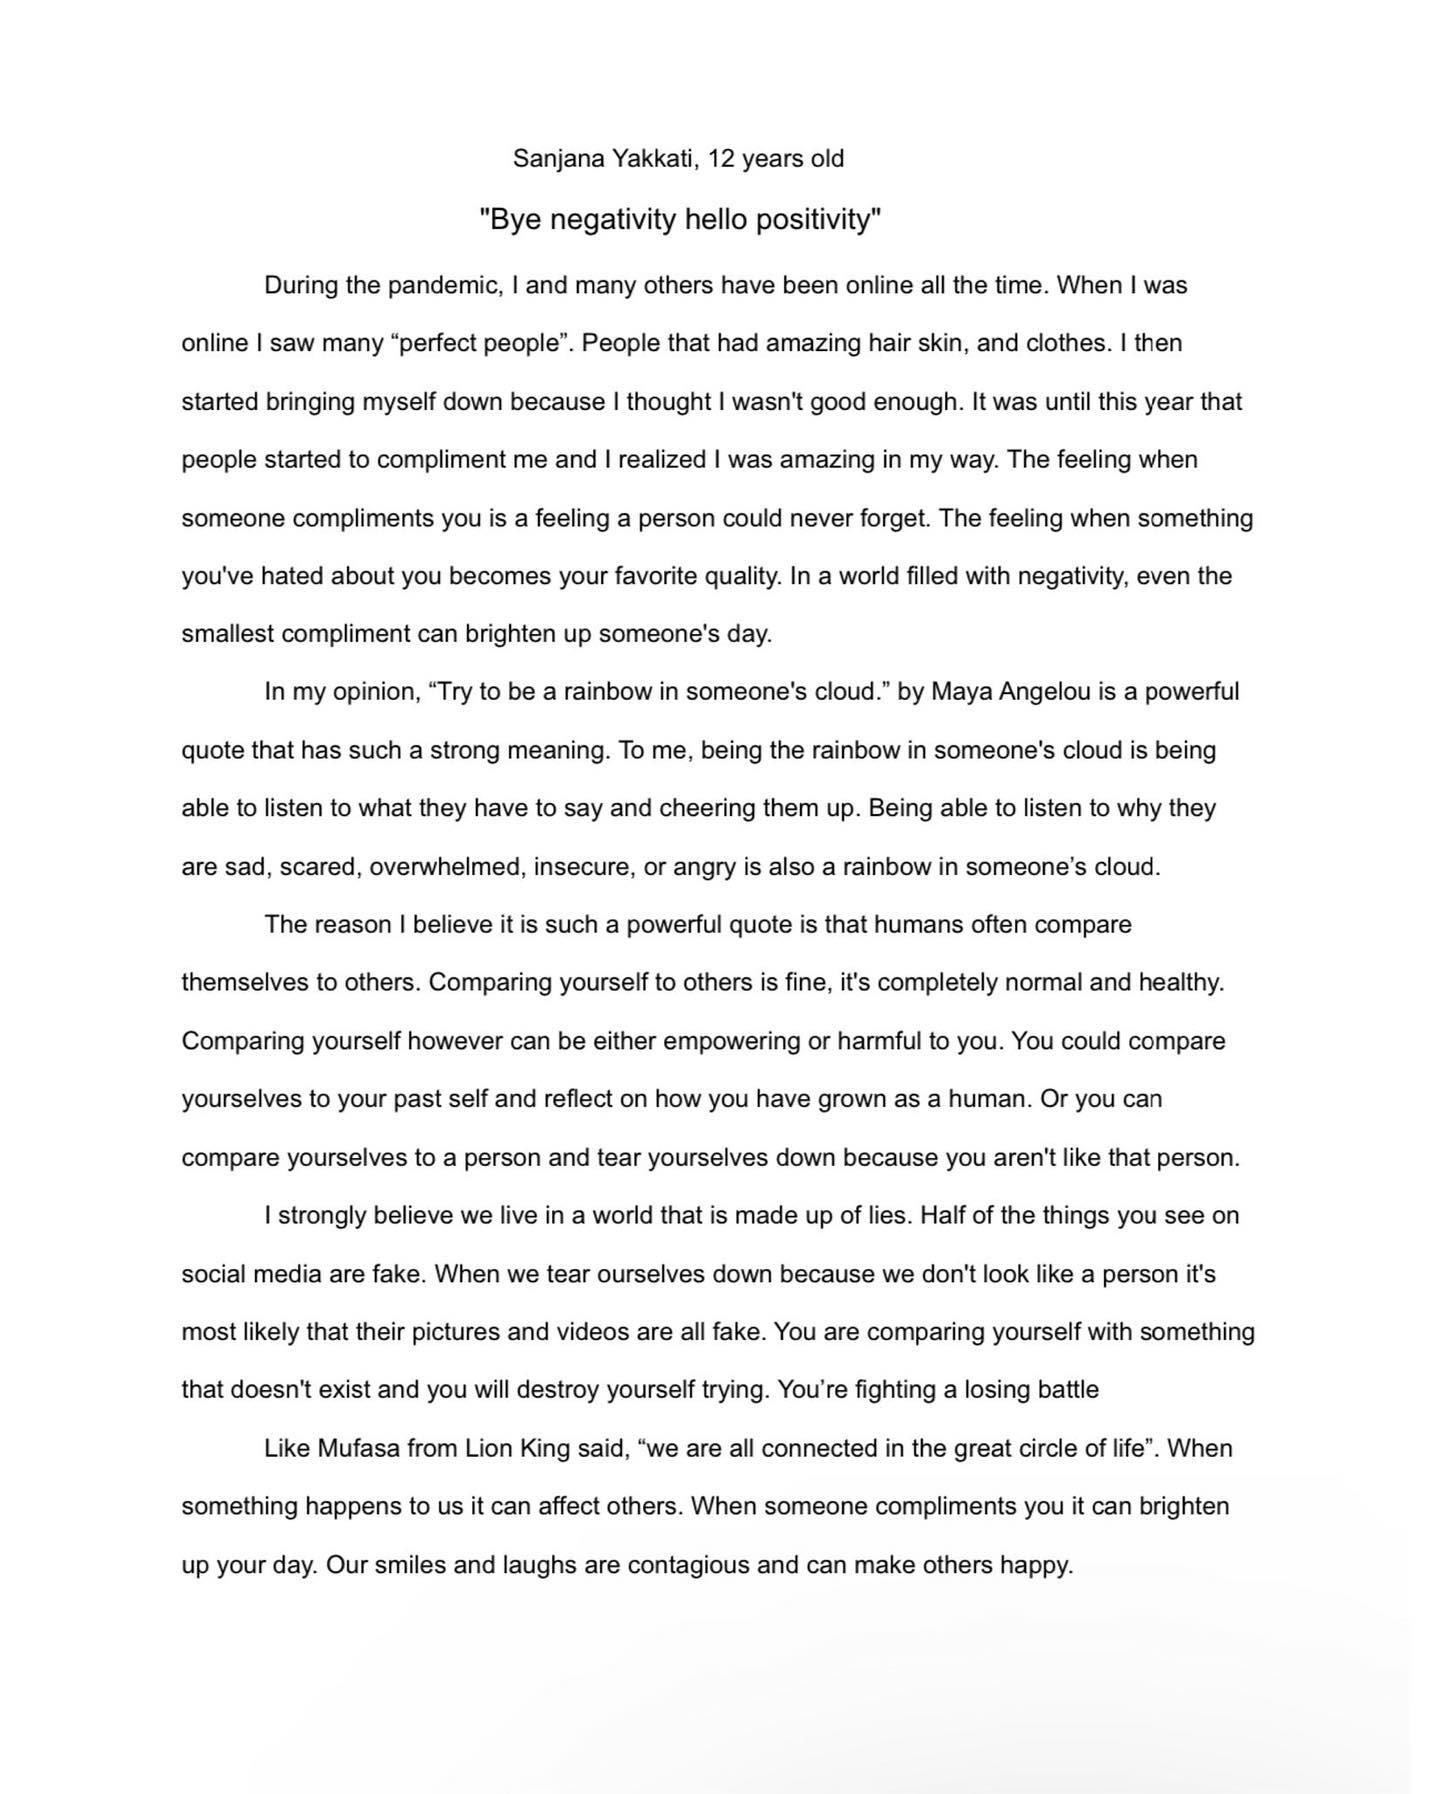 Sanjana Yakkati, 12 years old
"Bye negativity hello positivity"
During the pandemic, I and many others have been online all the time. When I was
online I saw many “perfect people”. People that had amazing hair skin, and clothes. I then
started bringing myself down because I thought I wasn't good enough. It was until this year that
people started to compliment me and I realized I was amazing in my way. The feeling when
someone compliments you is a feeling a person could never forget. The feeling when something
you've hated about you becomes your favorite quality. In a world filled with negativity, even the
smallest compliment can brighten up someone's day.
In my opinion, “Try to be a rainbow in someone's cloud.” by Maya Angelou is a powerful
quote that has such a strong meaning. To me, being the rainbow in someone's cloud is being
able to listen to what they have to say and cheering them up. Being able to listen to why they
are sad, scared, overwhelmed, insecure, or angry is also a rainbow in someone’s cloud.
The reason I believe it is such a powerful quote is that humans often compare
themselves to others. Comparing yourself to others is fine, it's completely normal and healthy.
Comparing yourself however can be either empowering or harmful to you. You could compare
yourselves to your past self and reflect on how you have grown as a human. Or you can
compare yourselves to a person and tear yourselves down because you aren't like that person.
I strongly believe we live in a world that is made up of lies. Half of the things you see on
social media are fake. When we tear ourselves down because we don't look like a person it's
most likely that their pictures and videos are all fake. You are comparing yourself with something
that doesn't exist and you will destroy yourself trying. You’re fighting a losing battle
Like Mufasa from Lion King said, “we are all connected in the great circle of life”. When
something happens to us it can affect others. When someone compliments you it can brighten
up your day. Our smiles and laughs are contagious and can make others happy.